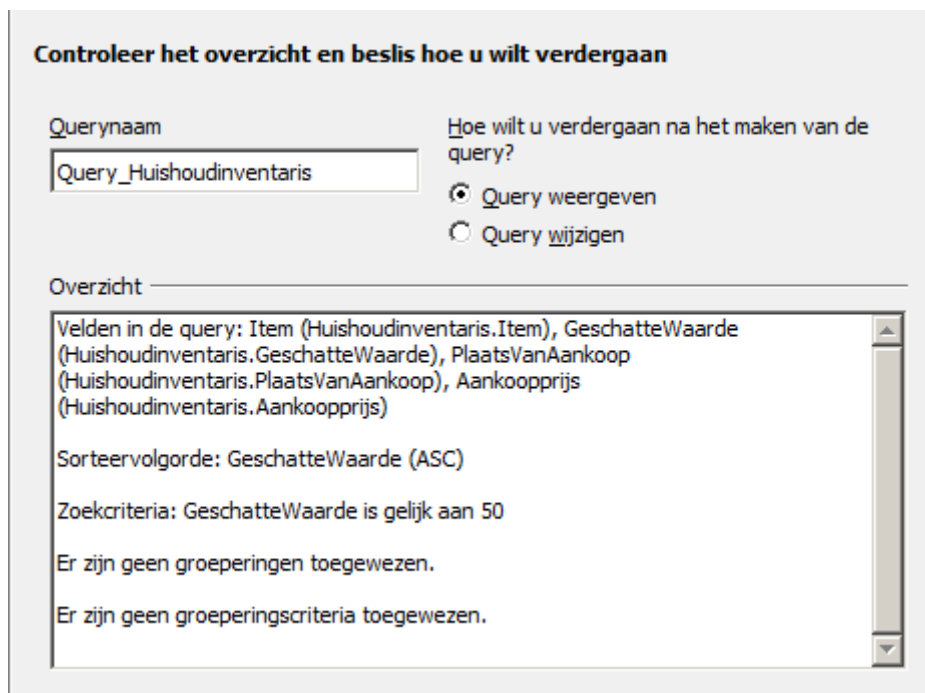 Controleer het overzicht en beslis hoe u wilt verdergaan
Querynaam
Query_Huishoudinventaris
Hoe wilt u verdergaan na het maken van de
query?
Query weergeven
Query wijzigen
Overzicht
Velden in de query: Item (Huishoudinventaris.Item), GeschatteWaarde
(Huishoudinventaris.GeschatteWaarde), PlaatsVanAankoop
(Huishoudinventaris.PlaatsVanAankoop), Aankoopprijs
(Huishoudinventaris.Aankoopprijs)
Sorteervolgorde: GeschatteWaarde (ASC)
Zoekcriteria: GeschatteWaarde is gelijk aan 50
Er zijn geen groeperingen toegewezen.
Er zijn geen groeperingscriteria toegewezen.